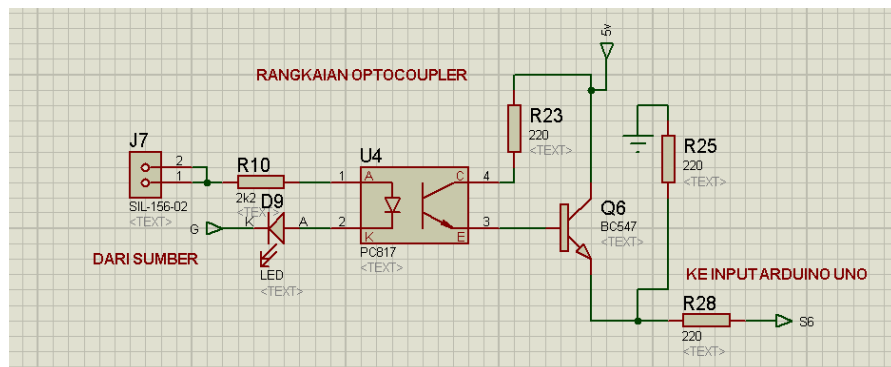 RANGKAIAN OPTOCOUPLER
5v
J7
2
1
SIL-156-02
<TEXT>
R10
2k2
<TEXT>
U4
1
A
C
4
2
K
E
3
PC817
<TEXT>
R23
220
<TEXT>
R25
220
<TEXT>
D9
G
K
A
LED
<TEXT>
DARI SUMBER
Q6
BC547
<TEXT>
KE INPUT ARDUINO UNO
R28
220
<TEXT>
S6